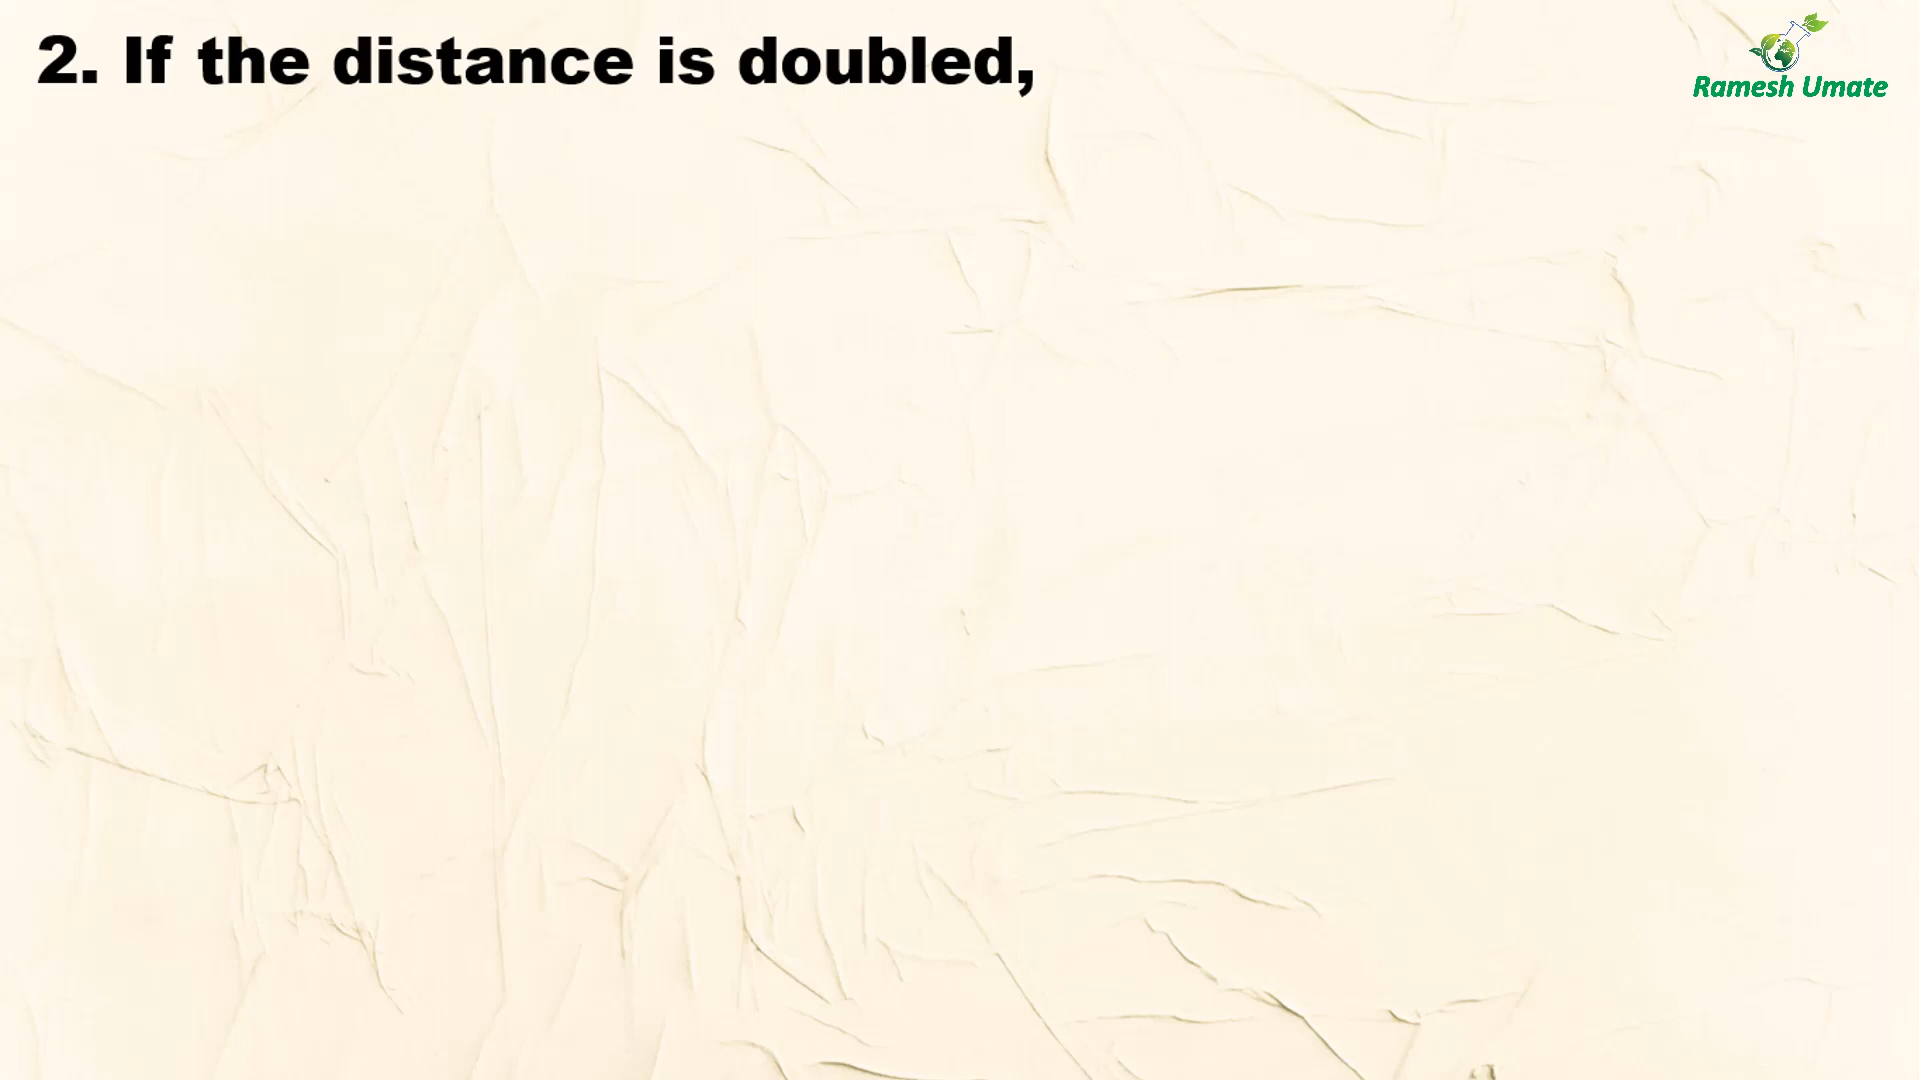 2. If the distance is doubled,
Ramesh Umate